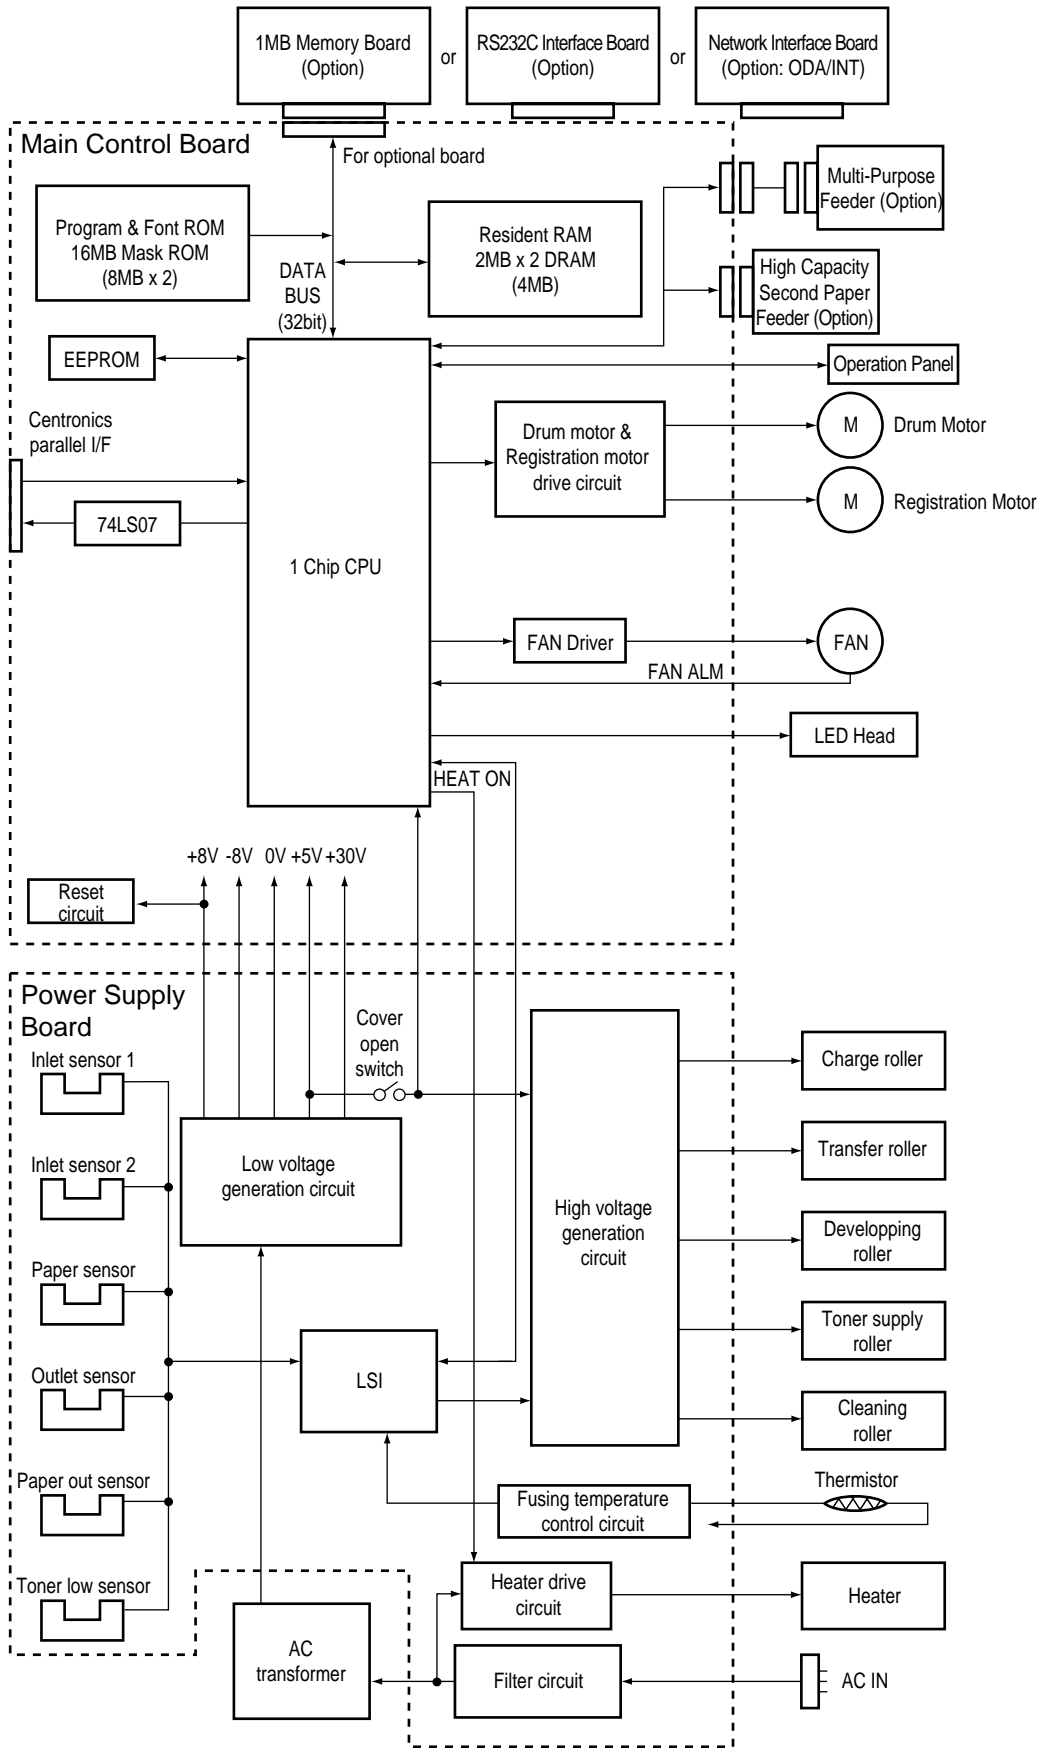 1MB Memory Board
(Option)
or
RS232C Interface Board
(Option)
or
Network Interface Board
(Option: ODA/INT)
Main Control Board
For optional board
Multi-Purpose
Feeder (Option)
Program & Font ROM
16MB Mask ROM
(8MB x 2)
Resident RAM
2MB x 2 DRAM
(4MB)
DATA
BUS
(32bit)
High Capacity
Second Paper
Feeder (Option)
EEPROM
Operation Panel
Centronics
parallel I/F
Drum motor &
Registration motor
drive circuit
M
Drum Motor
M
Registration Motor
74LS07
1 Chip CPU
FAN Driver
FAN
FAN ALM
LED Head
HEAT ON
+8V
-8V
0V
+5V
+30V
Reset
circuit
Power Supply
Board
Cover
open
switch
Inlet sensor 1
Charge roller
Low voltage
generation circuit
Inlet sensor 2
Transfer roller
High voltage
generation
circuit
Developping
roller
Paper sensor
Toner supply
roller
LSI
Outlet sensor
Cleaning
roller
Paper out sensor
Fusing temperature
control circuit
Thermistor
Toner low sensor
Heater drive
circuit
Heater
AC
transformer
Filter circuit
AC IN